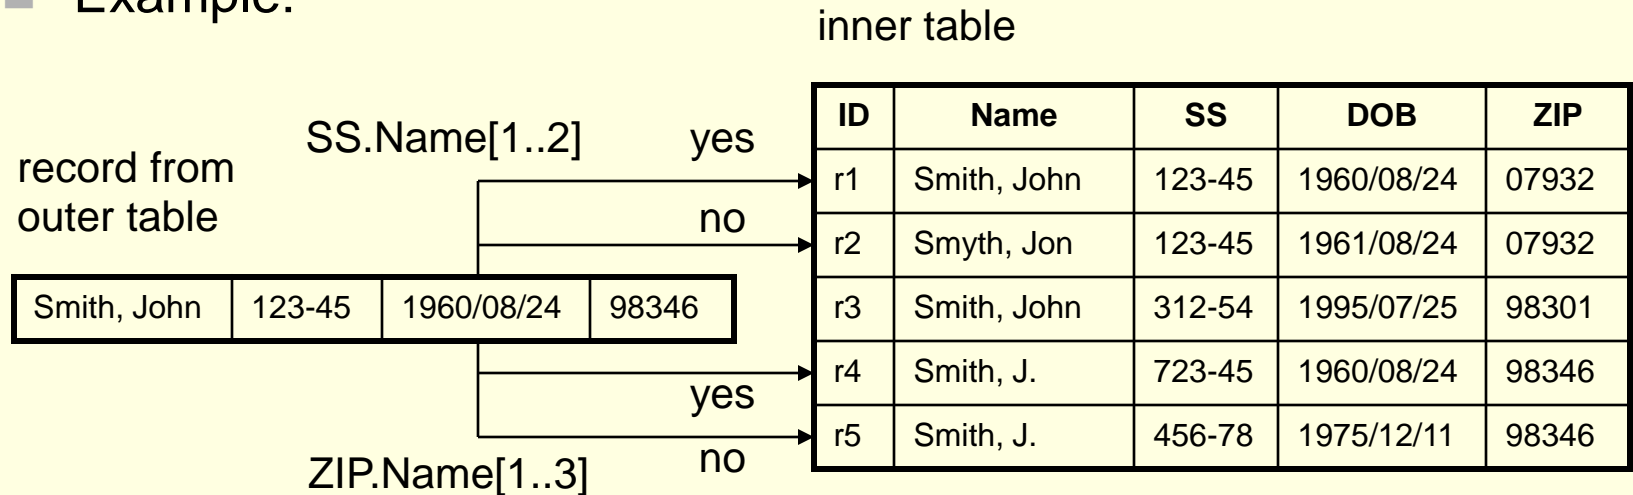 Example:
inner table
SS.Name[1..2] yes
record from
outer table
no
Smith, John 123-45 1960/08/24 98346
yes
ZIP.Name[1..3] no
ID Name SS DOB ZIP
r1 Smith, John 123-45 1960/08/24 07932
r2 Smyth, Jon 123-45 1961/08/24 07932
r3 Smith, John 312-54 1995/07/25 98301
r4 Smith, J. 723-45 1960/08/24 98346
r5 Smith, J. 456-78 1975/12/11 98346